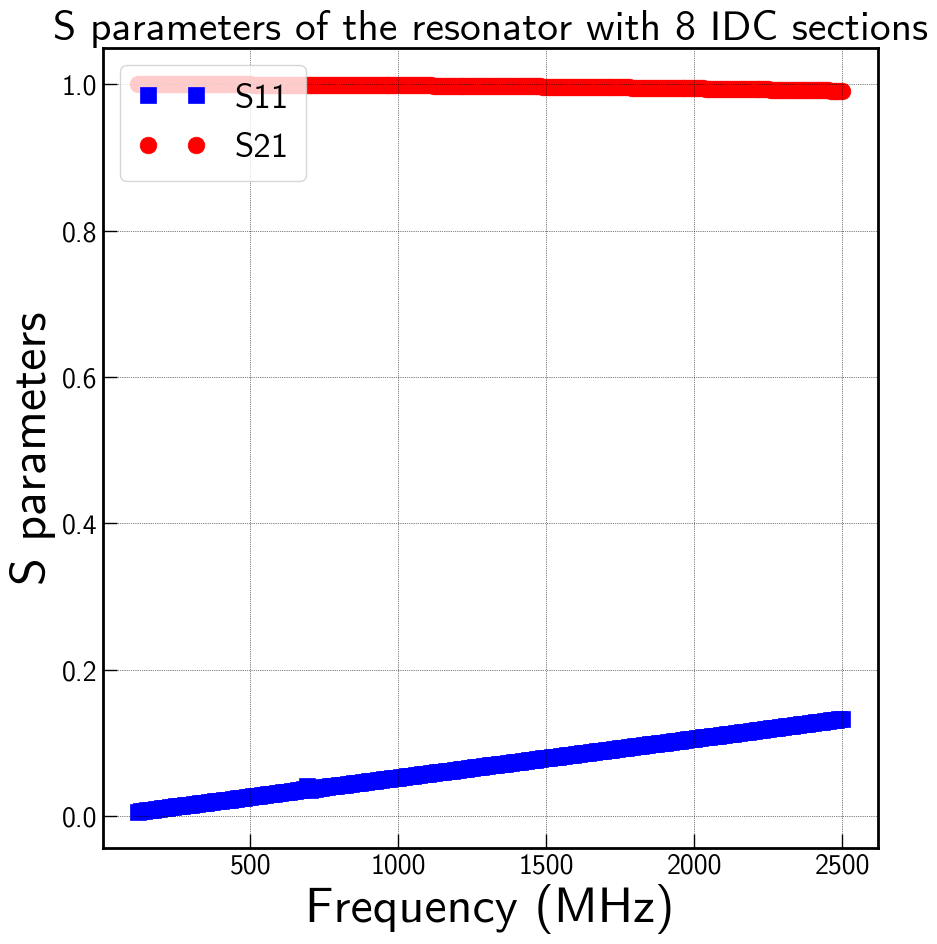 S parameters of the resonator with 8 IDC sections
S11
S21
1.0
0.8
0.6
0.4
0.2
0.0
S parameters
500 1000 1500 2000 2500
Frequency (MHz)